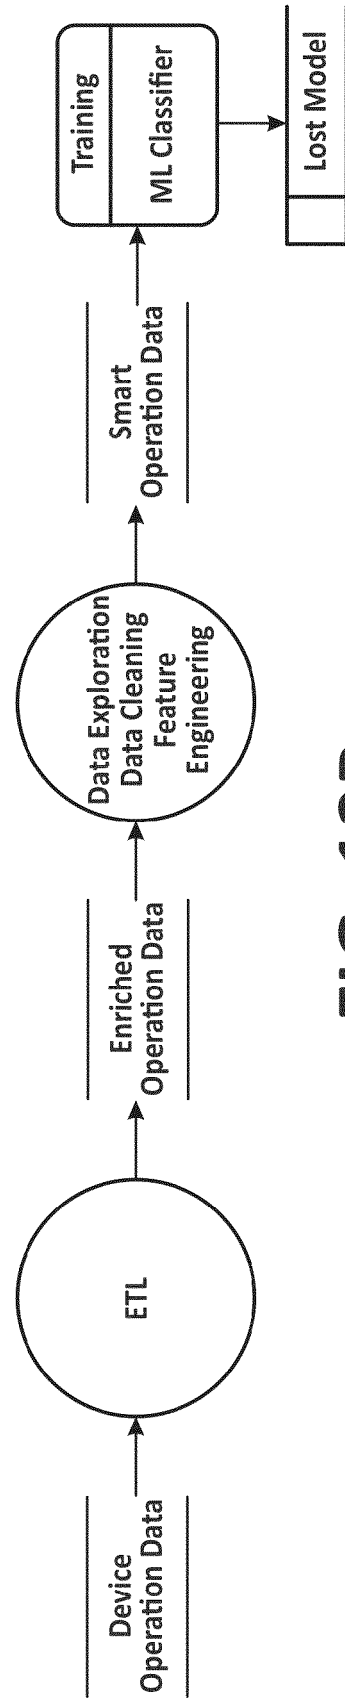 Device
Operation Data
ETL
Enriched
Operation Data
Data Exploration
Data Cleaning
Feature
Engineering
Smart
Operation Data
Training
ML Classifier
Lost Model